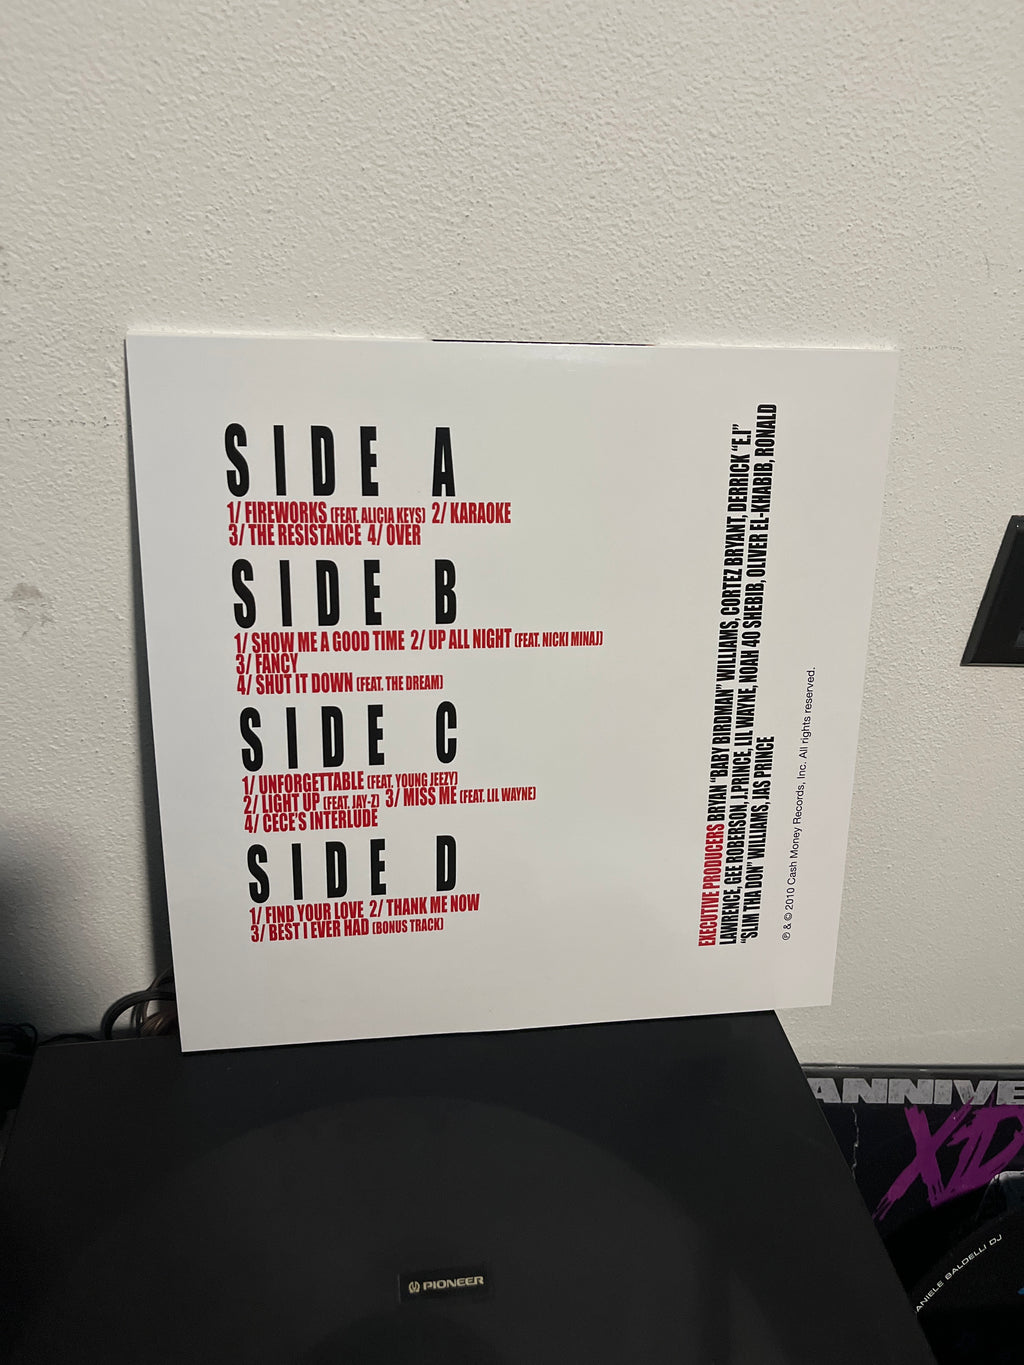 SIDE A
1/ FIREWORKS (FEAT. ALICIA KEYS) 2/ KARAOKE
3/ THE RESISTANCE 4/ OVER
SIDE B
1/ SHOW ME A GOOD TIME 2/ UP ALL NIGHT (FEAT. NICKI MINAJ)
3/ FANCY
4/ SHUT IT DOWN (FEAT. THE DREAM)
SIDE C
1/ UNFORGETTABLE (FEAT. YOUNG JEEZY)
2/ LIGHT UP (FEAT. JAY-Z) 3/ MISS ME (FEAT. LIL WAYNE)
4/ CECE'S INTERLUDE
SIDE D
1/ FIND YOUR LOVE 2/ THANK ME NOW
3/ BEST I EVER HAD (BONUS TRACK)
EXECUTIVE PRODUCERS BRYAN "BABY BIRDMAN" WILLIAMS, CORTEZ BRYANT, DERRICK "E.I"
LAWRENCE, GEE ROBERSON, J.PRINCE, LIL WAYNE, NOAH 40 SHEBIB, OLIVER EL-KHABIB, RONALD
"SLIM THA DON" WILLIAMS, JAS PRINCE
℗ & © 2010 Cash Money Records, Inc. All rights reserved.
ANNIVE
XID
ANIELE BALDELLI DJ
PIONEER